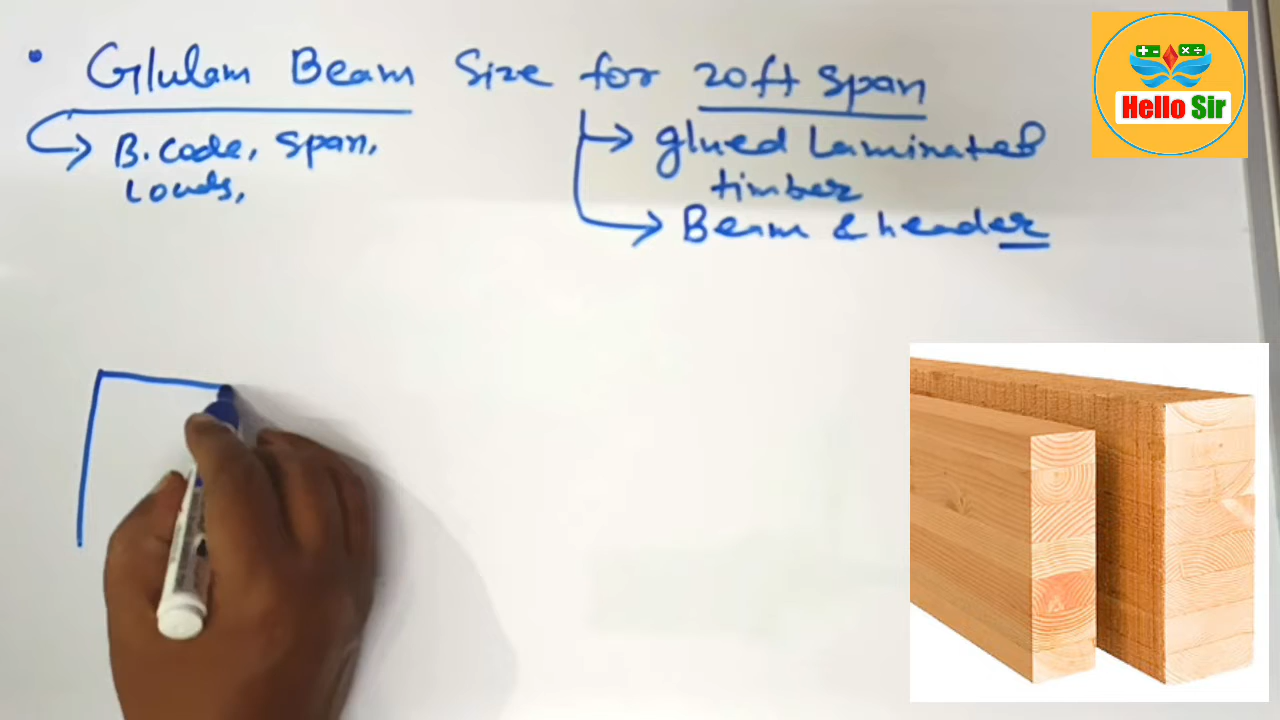 • Glulam Beam Size for 20ft Span
B. Code, Span,
Loads,
glued Laminated
timber
Beam & header
+ - × ÷
Hello Sir